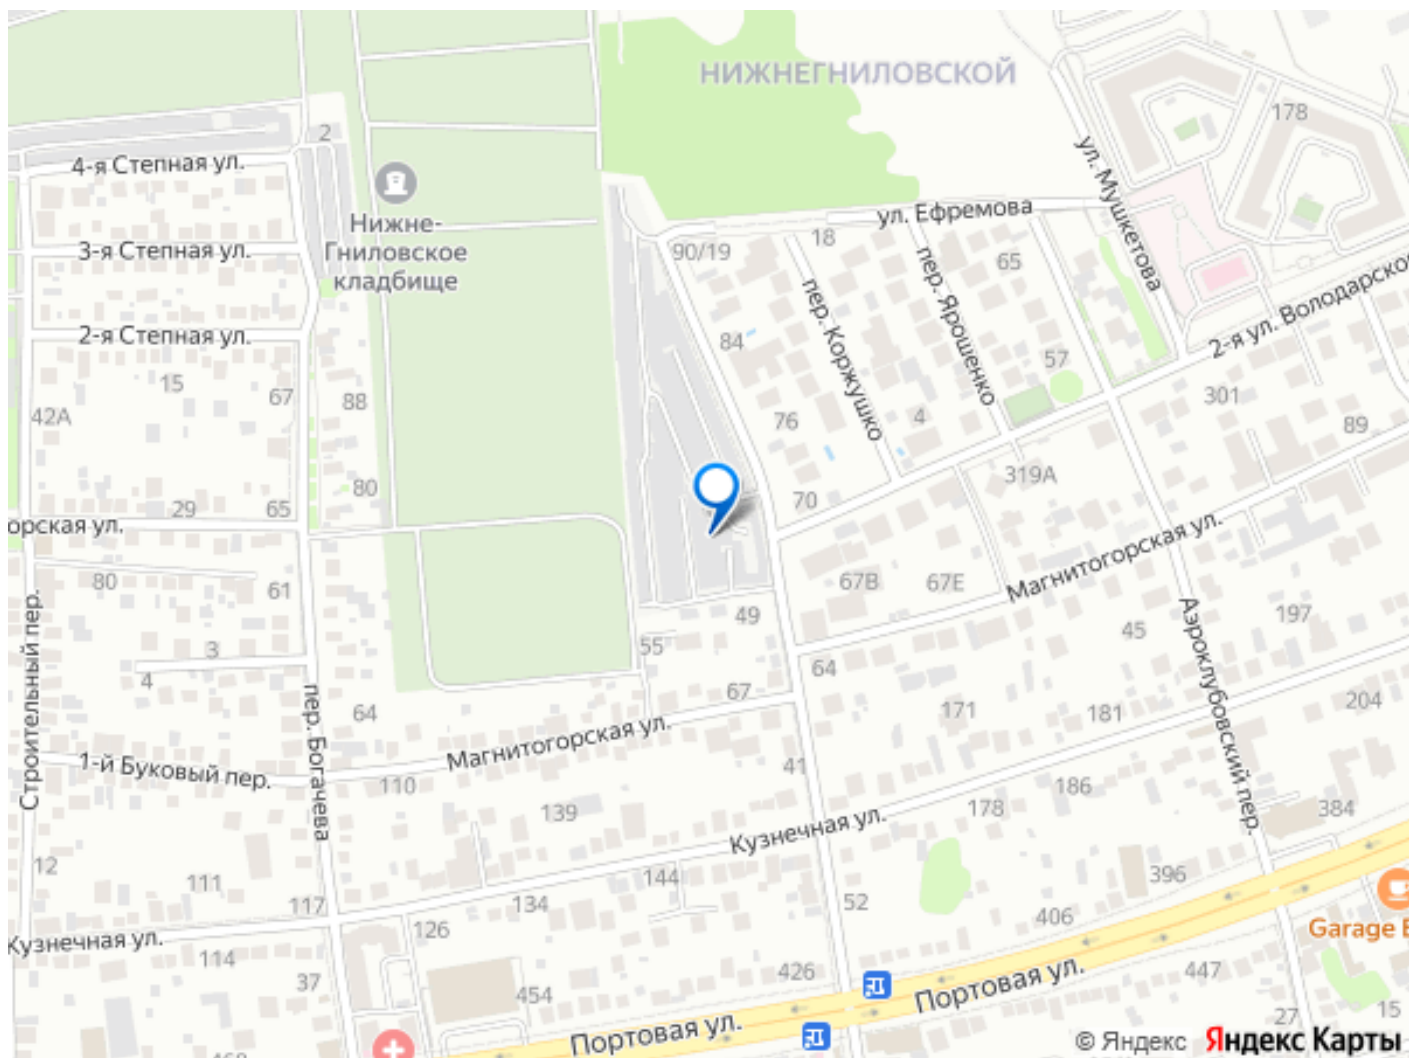 НИЖНЕГНИЛОВСКОЙ
178
2
4-я Степная ул.
ул. Мушкетова
Нижне-
Гниловское
кладбище
ул. Ефремова
18
90/19
3-я Степная ул.
пер. Ярошенко
65
пер. Коржушко
2-я ул. Володарско
2-я Степная ул.
84
57
15
67
88
42А
301
76
4
89
319А
80
70
29
65
орская ул.
Магнитогорская ул.
80
61
67В
67Е
49
45
197
Аэроклубовский пер.
Строительный пер.
3
4
55
64
67
пер. Богачева
64
171
181
204
Магнитогорская ул.
1-й Буковый пер.
110
41
186
178
384
139
Кузнечная ул.
12
111
144
396
117
134
52
406
126
Кузнечная ул.
114
Garage
37
454
426
447
Портовая ул.
27
15
Портовая ул.
© Яндекс Яндекс Карты